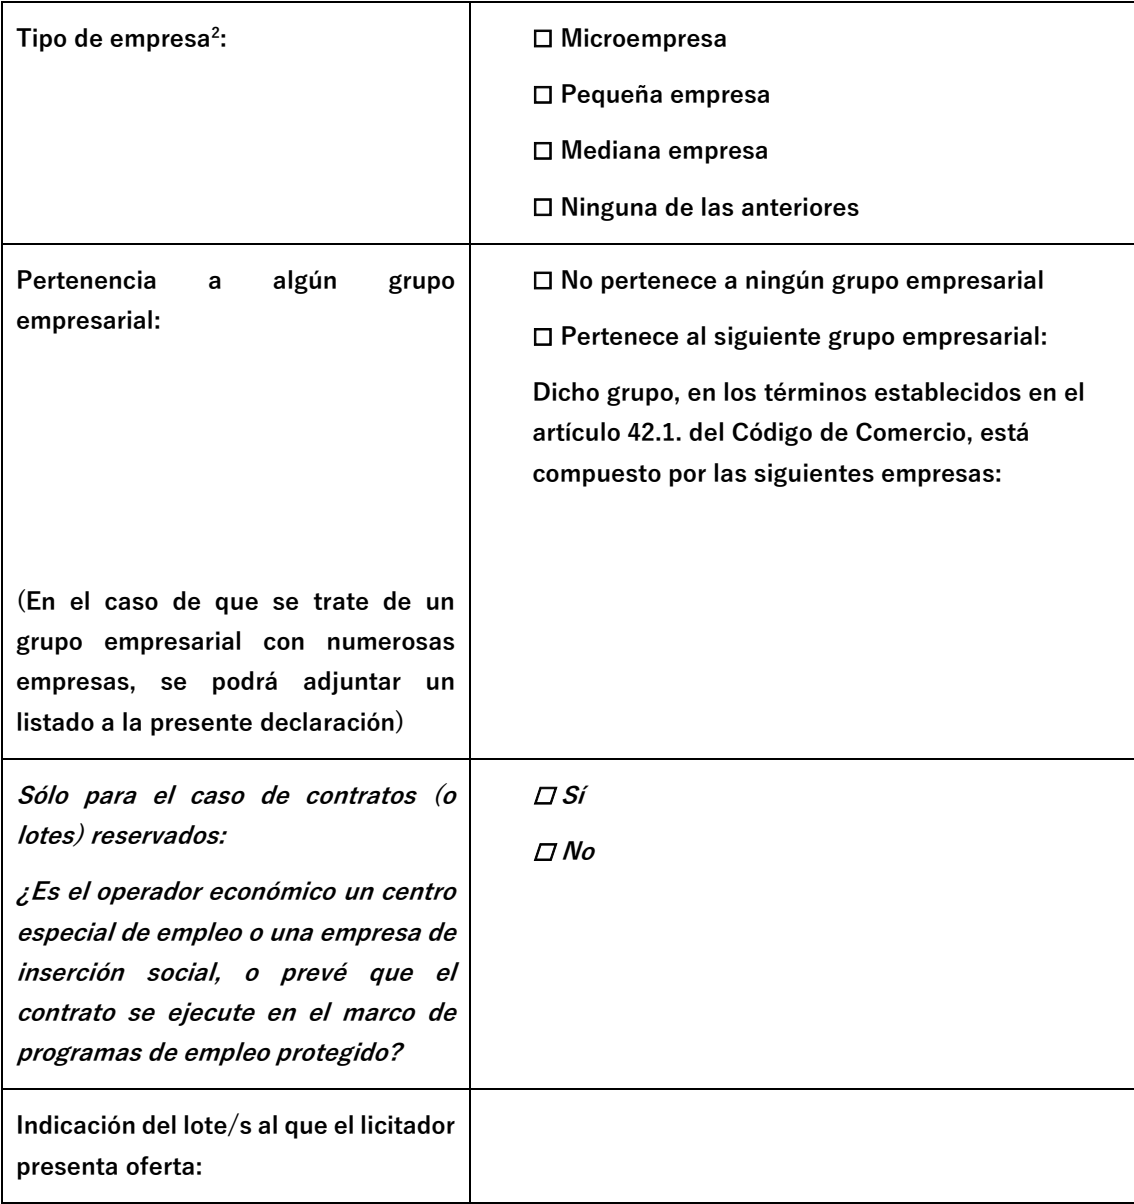 Tipo de empresa²:
☐ Microempresa
☐ Pequeña empresa
☐ Mediana empresa
☐ Ninguna de las anteriores
Pertenencia a algún grupo
empresarial:
(En el caso de que se trate de un
grupo empresarial con numerosas
empresas, se podrá adjuntar un
listado a la presente declaración)
☐ No pertenece a ningún grupo empresarial
☐ Pertenece al siguiente grupo empresarial:
Dicho grupo, en los términos establecidos en el
artículo 42.1. del Código de Comercio, está
compuesto por las siguientes empresas:
Sólo para el caso de contratos (o
lotes) reservados:
¿Es el operador económico un centro
especial de empleo o una empresa de
inserción social, o prevé que el
contrato se ejecute en el marco de
programas de empleo protegido?
☐ Sí
☐ No
Indicación del lote/s al que el licitador
presenta oferta: